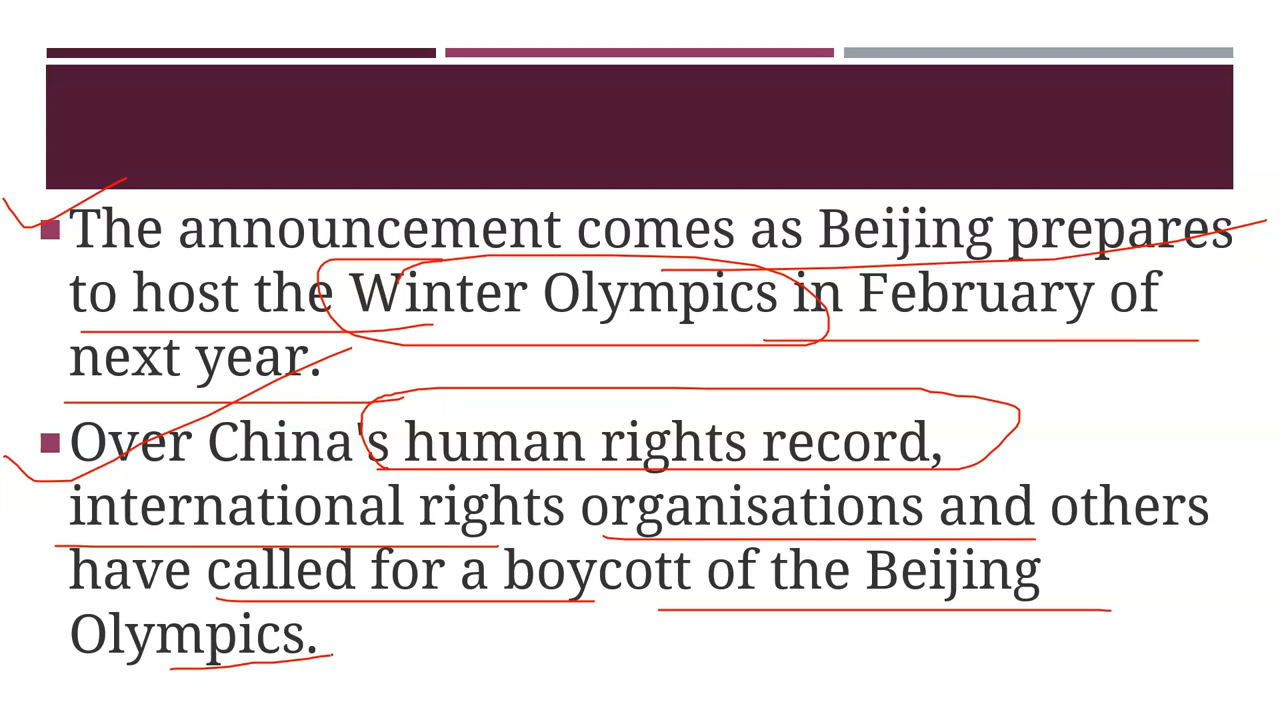 The announcement comes as Beijing prepares
to host the Winter Olympics in February of
next year.
Over China's human rights record,
international rights organisations and others
have called for a boycott of the Beijing
Olympics.